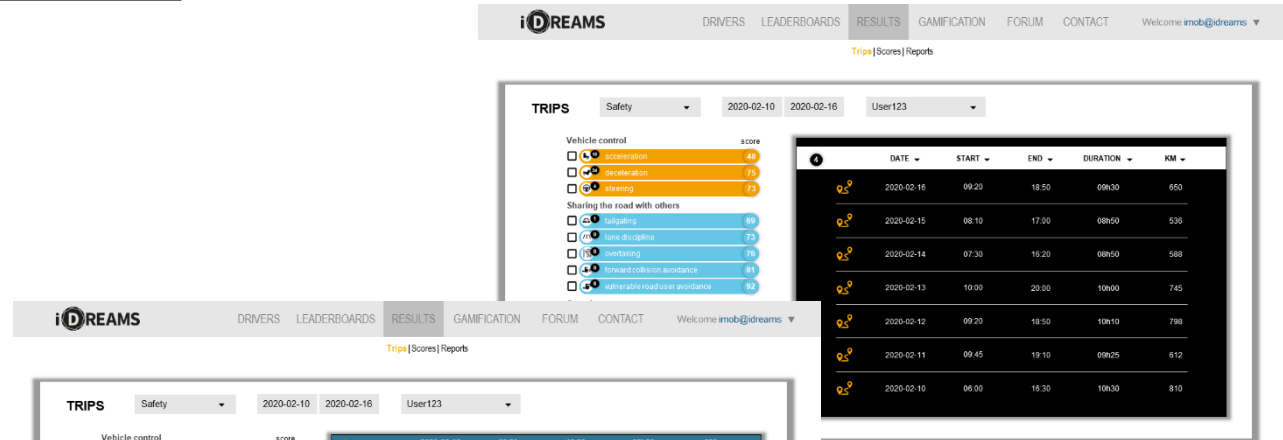 iDREAMS DRIVERS LEADERBOARDS RESULTS GAMIFICATION FORUM CONTACT Welcome imob@idreams ▼
Trips | Scores | Reports
TRIPS Safety 2020-02-10 2020-02-16 User123
Vehicle control score
acceleration 48
deceleration 75
steering 73
Sharing the road with others
tailgating 69
lane discipline 73
overtaking 76
forward collision avoidance 81
vulnerable road user avoidance 92
4 DATE START END DURATION KM
2020-02-16 09:20 18:50 09h30 650
2020-02-15 08:10 17:00 08h50 536
2020-02-14 07:30 16:20 08h50 588
2020-02-13 10:00 20:00 10h00 745
2020-02-12 09:20 18:50 10h10 798
2020-02-11 09:45 19:10 09h25 612
2020-02-10 06:00 16:30 10h30 810
iDREAMS DRIVERS LEADERBOARDS RESULTS GAMIFICATION FORUM CONTACT Welcome imob@idreams ▼
Trips | Scores | Reports
TRIPS Safety 2020-02-10 2020-02-16 User123
Vehicle control score